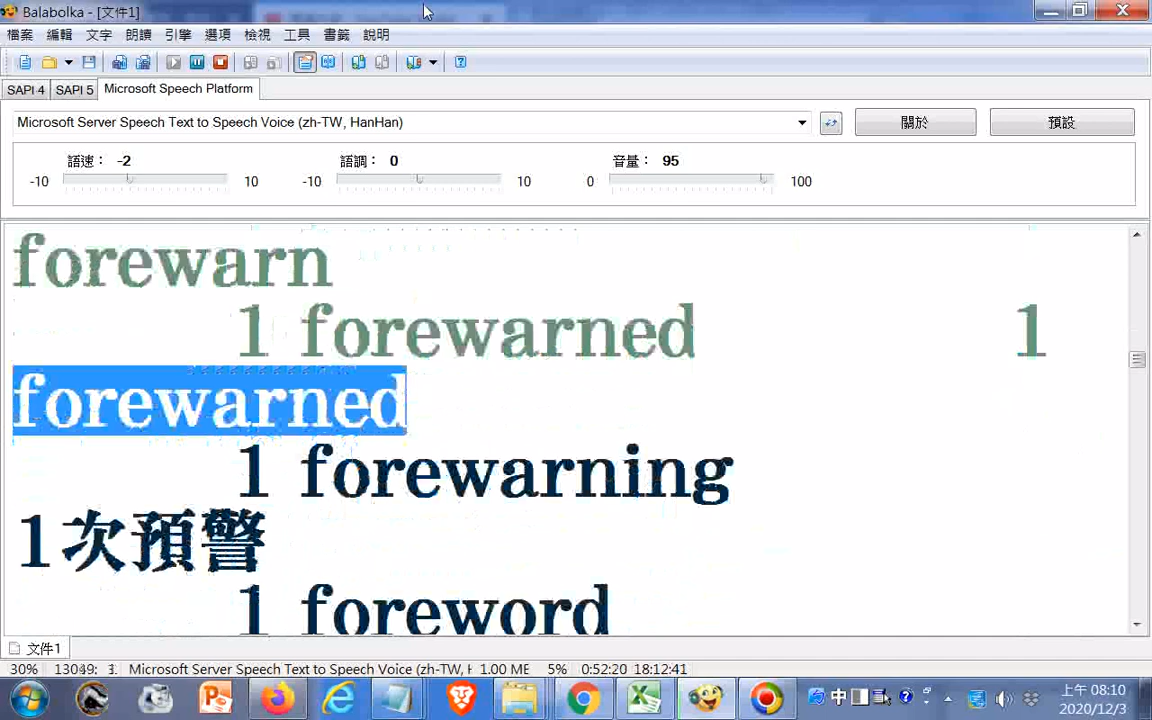 Balabolka - [文件1]
檔案 編輯 文字 朗讀 引擎 選項 檢視 工具 書籤 說明
SAPI 4 SAPI 5 Microsoft Speech Platform
Microsoft Server Speech Text to Speech Voice (zh-TW, HanHan) 關於 預設
語速： -2 語調： 0 音量： 95
-10 10 -10 10 0 100
forewarn
1 forewarned 1
forewarned
1 forewarning
1次預警
1 foreword
文件1
30% 13049: Microsoft Server Speech Text to Speech Voice (zh-TW, 1.00 ME 5% 0:52:20 18:12:41
中 上午 08:10
2020/12/3